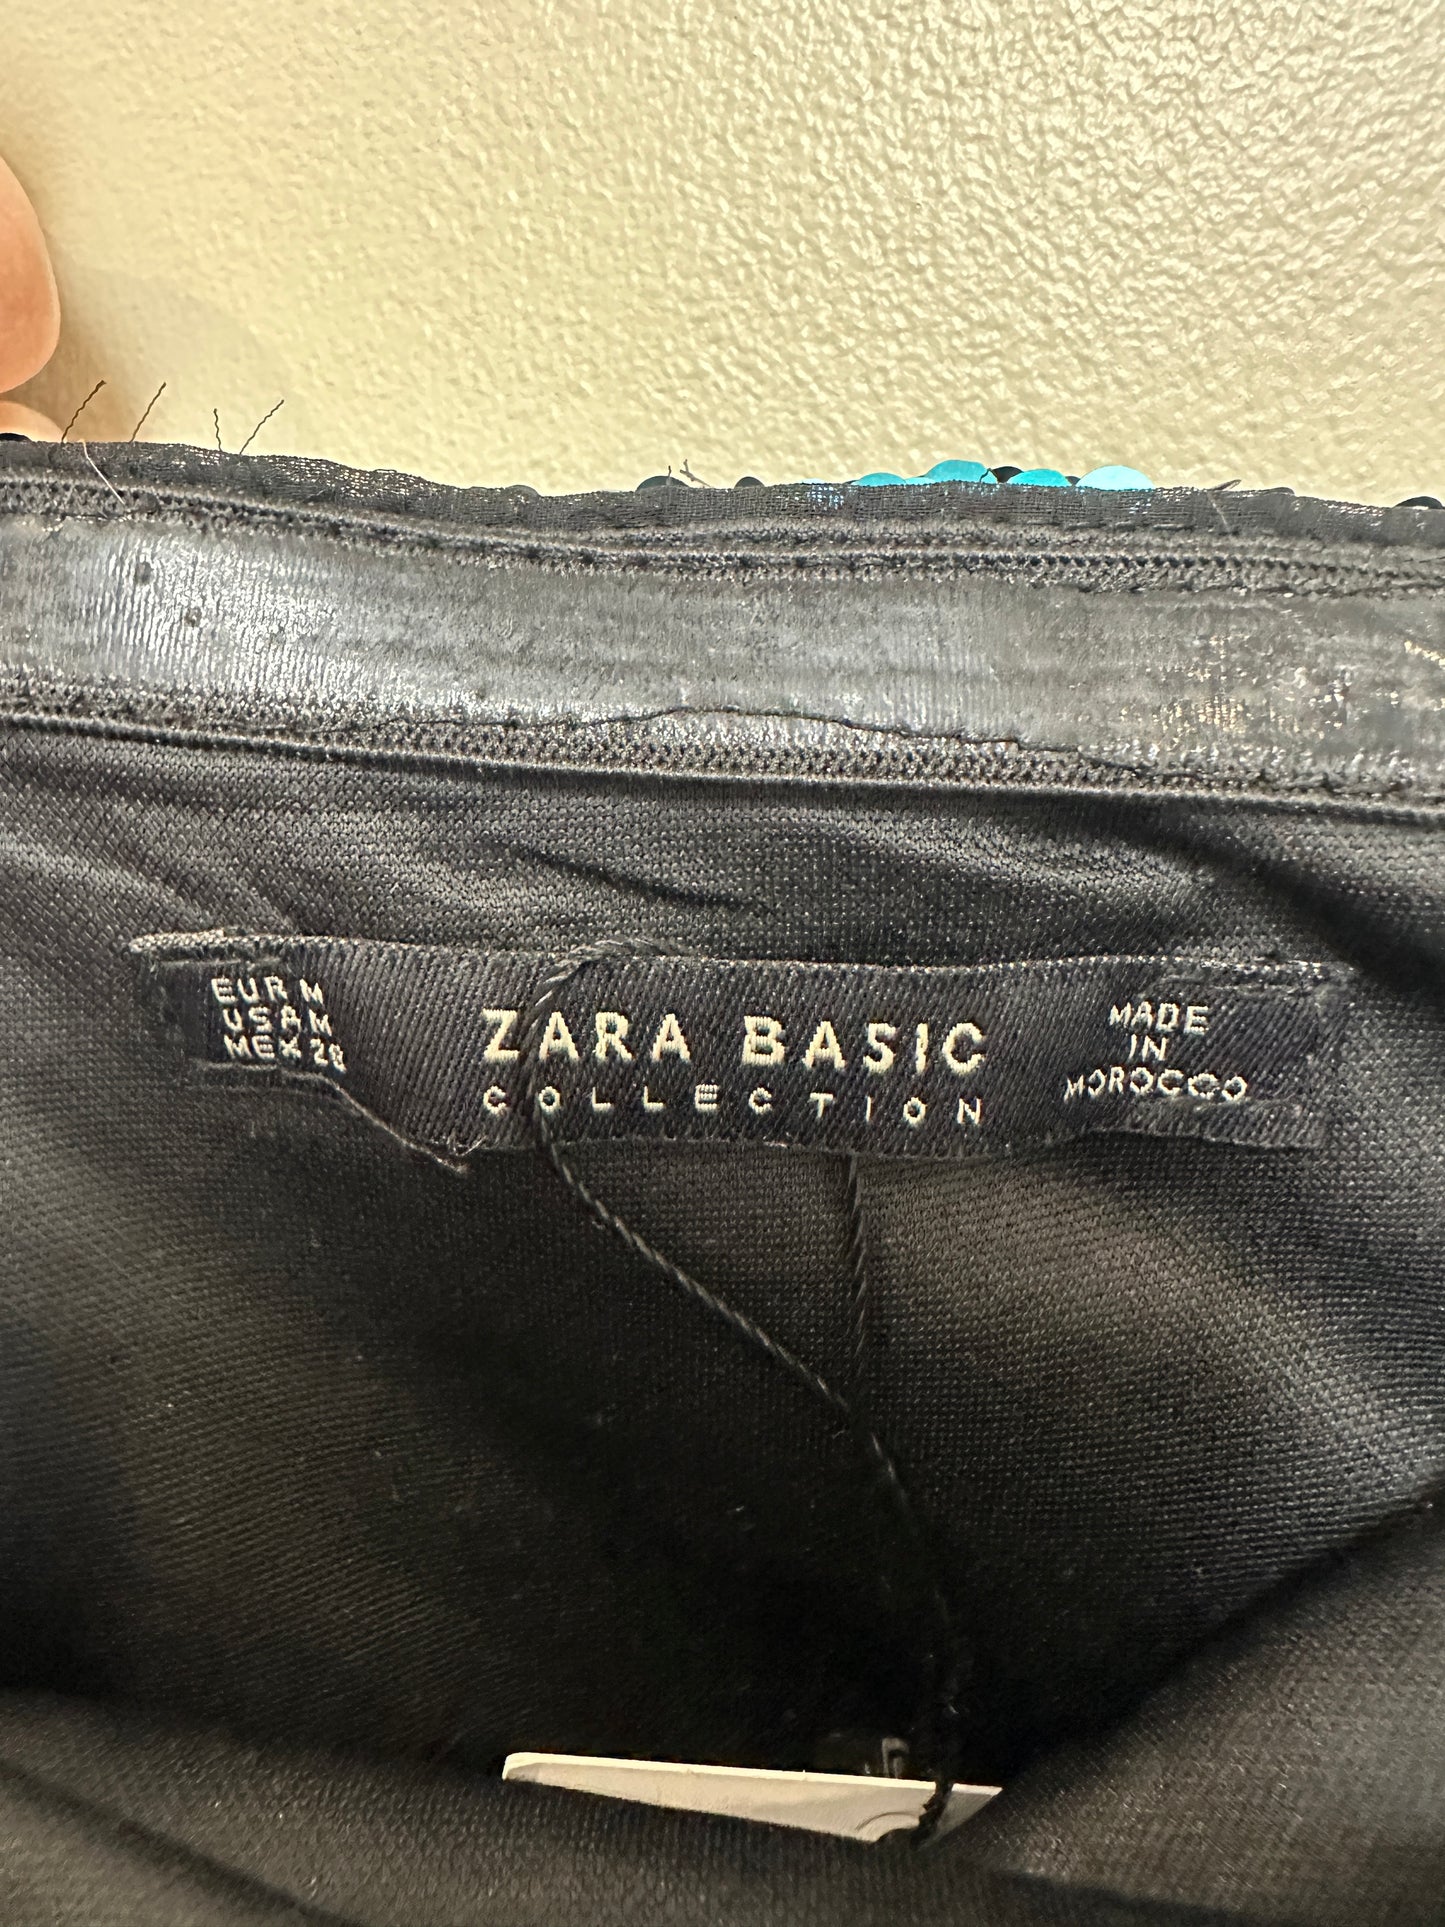 EUR M
USA M
MEX 28
ZARA BASIC
COLLECTION
MADE
IN
MOROCCO